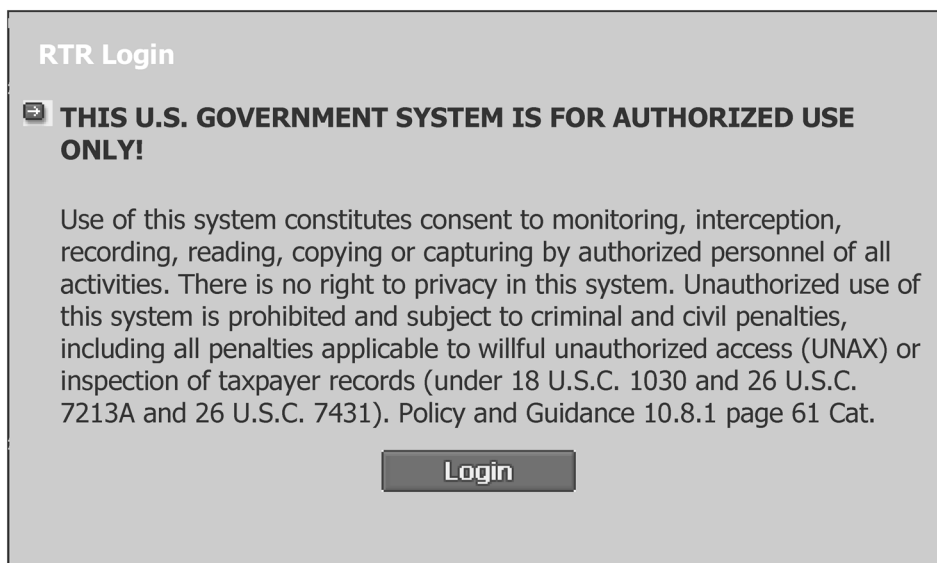 RTR Login
THIS U.S. GOVERNMENT SYSTEM IS FOR AUTHORIZED USE
ONLY!
Use of this system constitutes consent to monitoring, interception,
recording, reading, copying or capturing by authorized personnel of all
activities. There is no right to privacy in this system. Unauthorized use of
this system is prohibited and subject to criminal and civil penalties,
including all penalties applicable to willful unauthorized access (UNAX) or
inspection of taxpayer records (under 18 U.S.C. 1030 and 26 U.S.C.
7213A and 26 U.S.C. 7431). Policy and Guidance 10.8.1 page 61 Cat.
Login